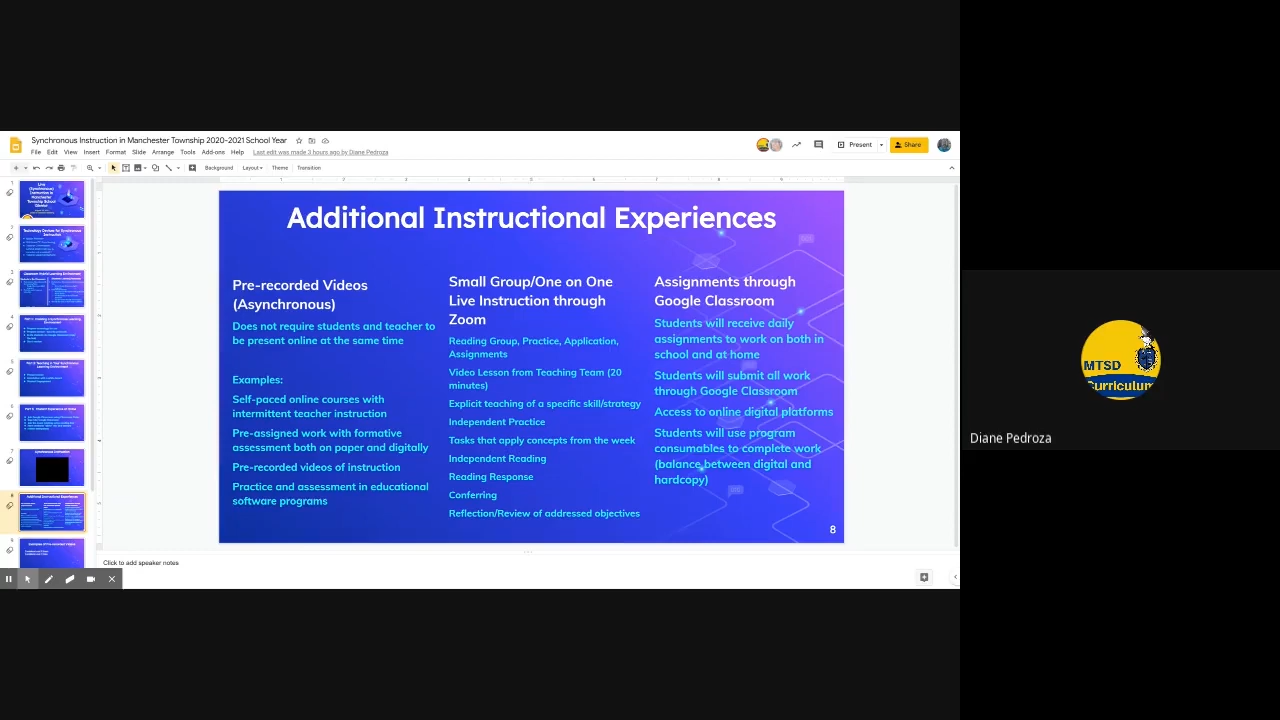 Synchronous Instruction in Manchester Township 2020-2021 School Year
File Edit View Insert Format Slide Arrange Tools Add-ons Help
Last edit was made 3 hours ago by Diane Pedroza
Present
Share
Background Layout Theme Transition
Additional Instructional Experiences
Pre-recorded Videos
(Asynchronous)
Does not require students and teacher to
be present online at the same time
Examples:
Self-paced online courses with
intermittent teacher instruction
Pre-assigned work with formative
assessment both on paper and digitally
Pre-recorded videos of instruction
Practice and assessment in educational
software programs
Small Group/One on One
Live Instruction through
Zoom
Reading Group, Practice, Application,
Assignments
Video Lesson from Teaching Team (20
minutes)
Explicit teaching of a specific skill/strategy
Independent Practice
Tasks that apply concepts from the week
Independent Reading
Reading Response
Conferring
Reflection/Review of addressed objectives
Assignments through
Google Classroom
Students will receive daily
assignments to work on both in
school and at home
Students will submit all work
through Google Classroom
Access to online digital platforms
Students will use program
consumables to complete work
(balance between digital and
hardcopy)
8
Click to add speaker notes
MTSD
Curriculum
Diane Pedroza